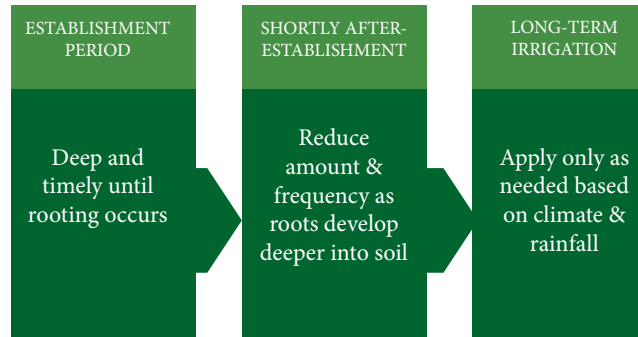 ESTABLISHMENT
PERIOD
Deep and
timely until
rooting occurs
SHORTLY AFTER-
ESTABLISHMENT
Reduce
amount &
frequency as
roots develop
deeper into soil
LONG-TERM
IRRIGATION
Apply only as
needed based
on climate &
rainfall